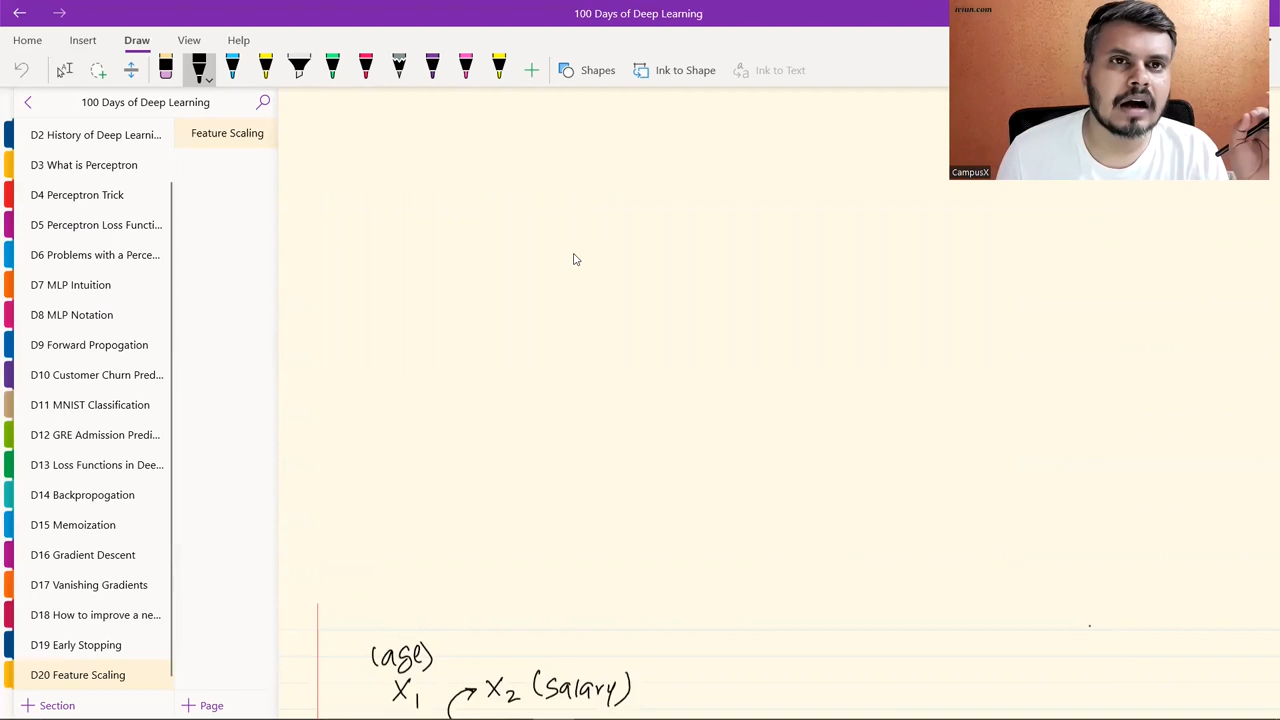 100 Days of Deep Learning
iriun.com
Home Insert Draw View Help
Shapes Ink to Shape Ink to Text
100 Days of Deep Learning
Feature Scaling
D2 History of Deep Learni...
D3 What is Perceptron
D4 Perceptron Trick
D5 Perceptron Loss Functi...
D6 Problems with a Perce...
D7 MLP Intuition
D8 MLP Notation
D9 Forward Propogation
D10 Customer Churn Pred...
D11 MNIST Classification
D12 GRE Admission Predi...
D13 Loss Functions in Dee...
D14 Backpropogation
D15 Memoization
D16 Gradient Descent
D17 Vanishing Gradients
D18 How to improve a ne...
D19 Early Stopping
D20 Feature Scaling
Section Page
CampusX
(age)
X1 X2 (salary)